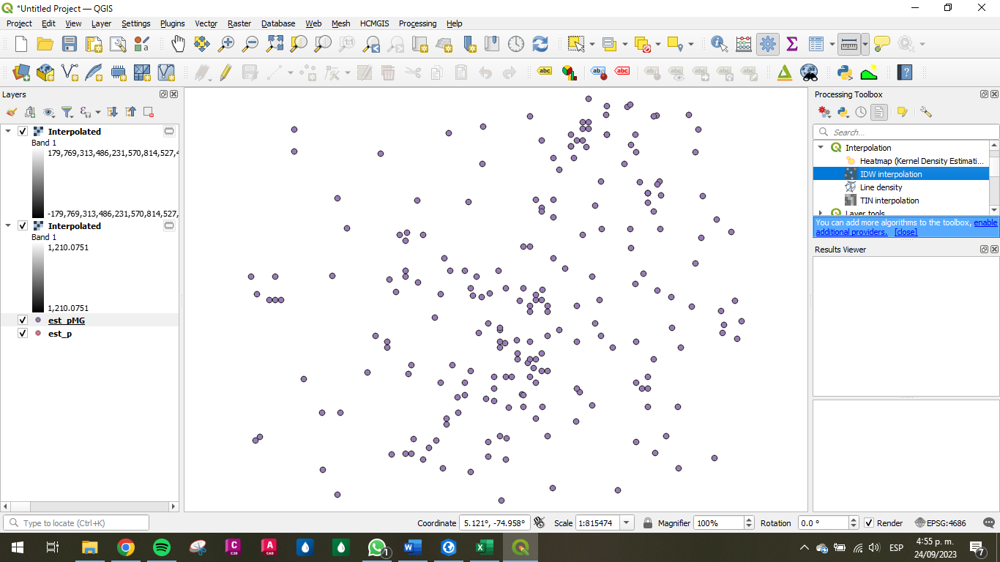 *Untitled Project — QGIS
Project Edit View Layer Settings Plugins Vector Raster Database Web Mesh HCMGIS Processing Help
Layers
Interpolated
Band 1
179,769,313,486,231,570,814,527,4
-179,769,313,486,231,570,814,527,
Interpolated
Band 1
1,210.0751
1,210.0751
est_pMG
est_p
Processing Toolbox
Search...
Interpolation
Heatmap (Kernel Density Estimati...
IDW interpolation
Line density
TIN interpolation
Layer tools
You can add more algorithms to the toolbox, enable
additional providers. [close]
Results Viewer
Type to locate (Ctrl+K)
Coordinate 5.121°, -74.958° Scale 1:815474 Magnifier 100% Rotation 0.0 ° Render EPSG:4686
ESP
4:55 p. m.
24/09/2023